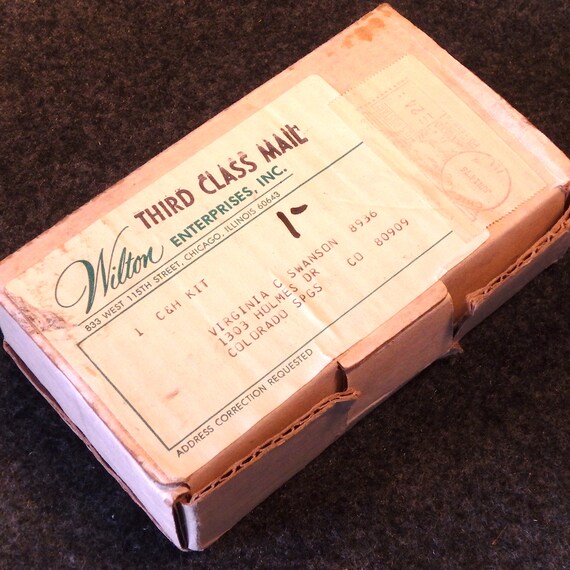 THIRD CLASS MAIL
Wilton ENTERPRISES, INC.
833 WEST 115TH STREET, CHICAGO, ILLINOIS 60643
1-
1 C&H KIT
VIRGINIA C SWANSON 8936
1303 HOLMES DR
COLORADO SPGS CO 80909
ADDRESS CORRECTION REQUESTED